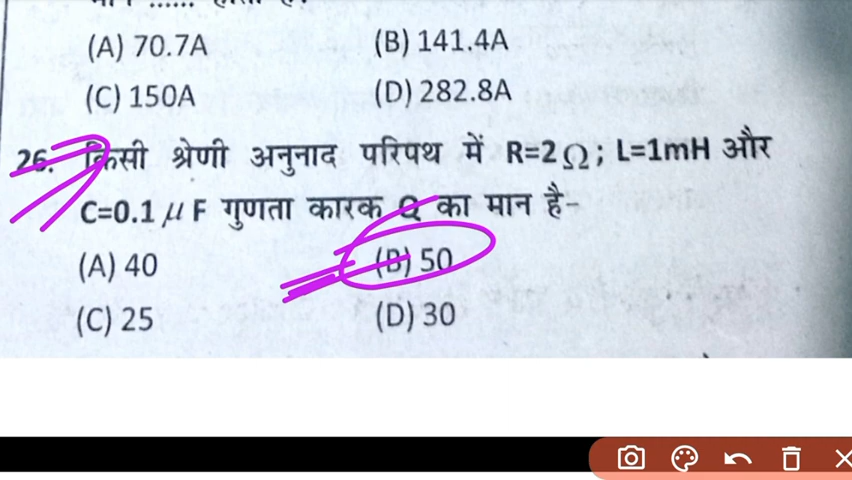 (A) 70.7A (B) 141.4A
(C) 150A (D) 282.8A
26. किसी श्रेणी अनुनाद परिपथ में R=2Ω; L=1mH और
C=0.1μF गुणता कारक Q का मान है-
(A) 40 (B) 50
(C) 25 (D) 30